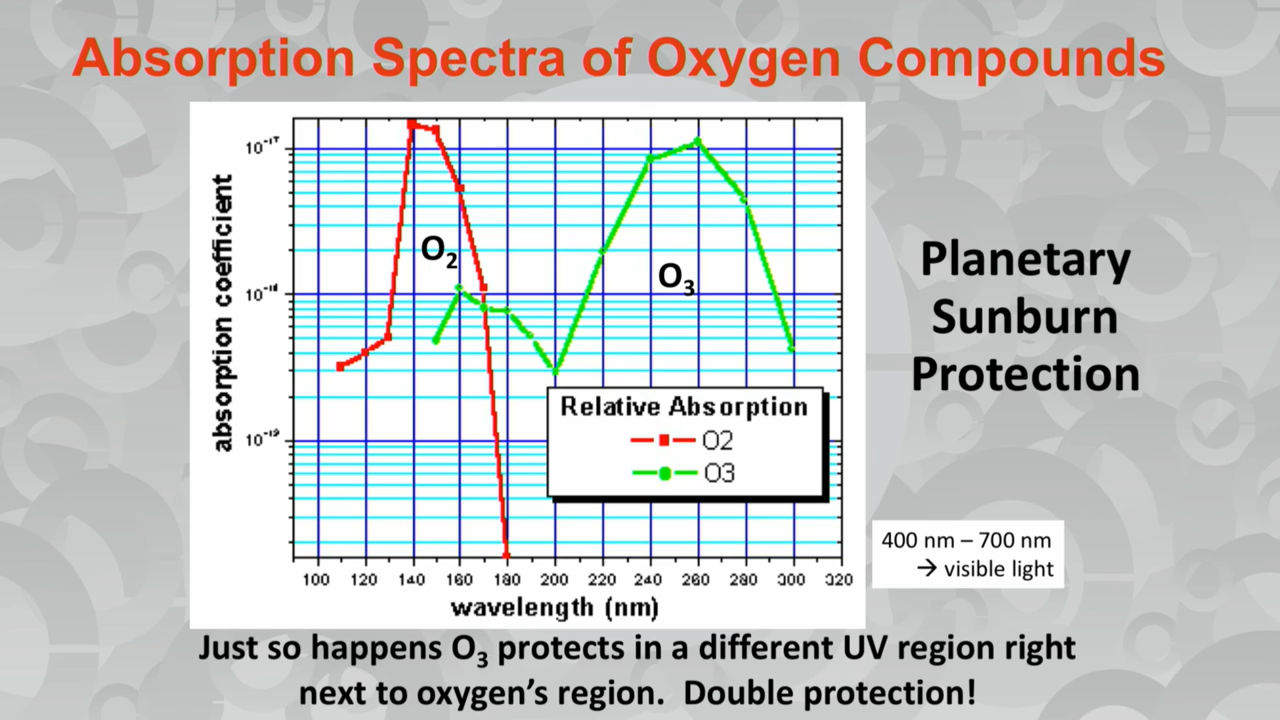 Absorption Spectra of Oxygen Compounds
10⁻¹⁷
10⁻¹⁸
10⁻¹⁹
absorption coefficient
O₂
O₃
Relative Absorption
O2
O3
100 120 140 160 180 200 220 240 260 280 300 320
wavelength (nm)
Planetary
Sunburn
Protection
400 nm – 700 nm
→ visible light
Just so happens O₃ protects in a different UV region right
next to oxygen’s region. Double protection!